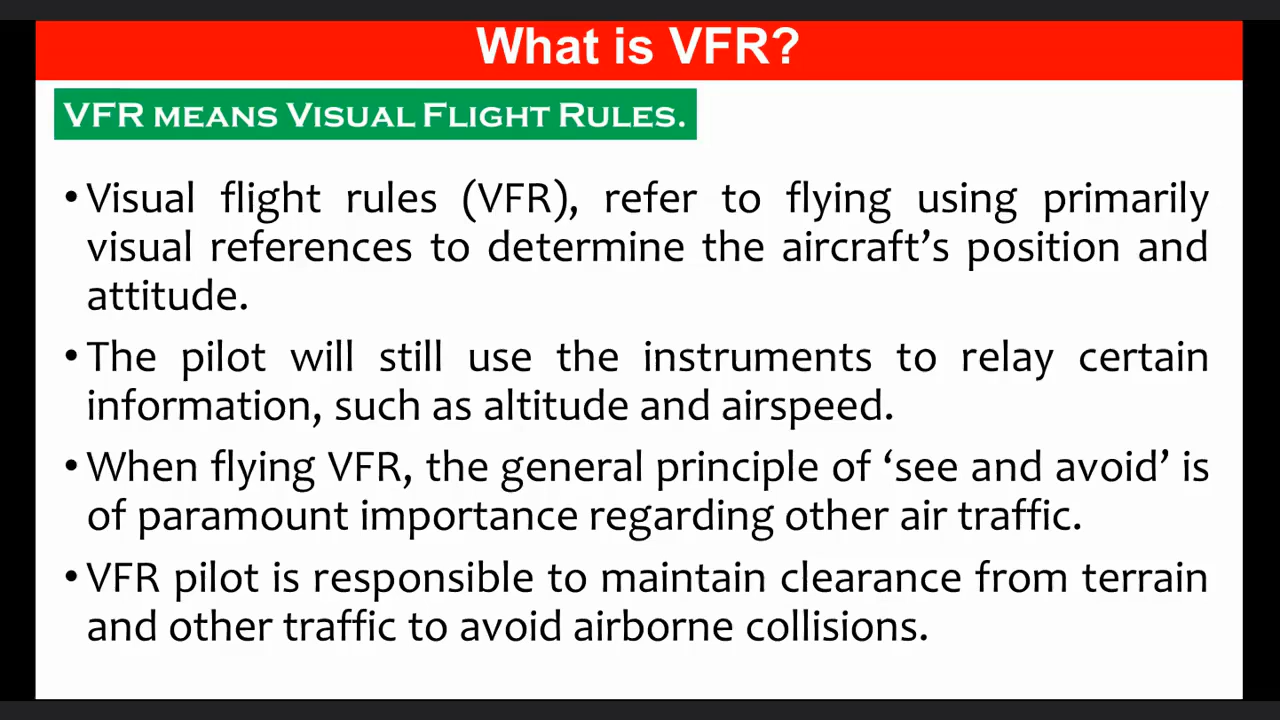 What is VFR?
VFR MEANS VISUAL FLIGHT RULES.
•Visual flight rules (VFR), refer to flying using primarily
visual references to determine the aircraft’s position and
attitude.
•The pilot will still use the instruments to relay certain
information, such as altitude and airspeed.
•When flying VFR, the general principle of ‘see and avoid’ is
of paramount importance regarding other air traffic.
•VFR pilot is responsible to maintain clearance from terrain
and other traffic to avoid airborne collisions.